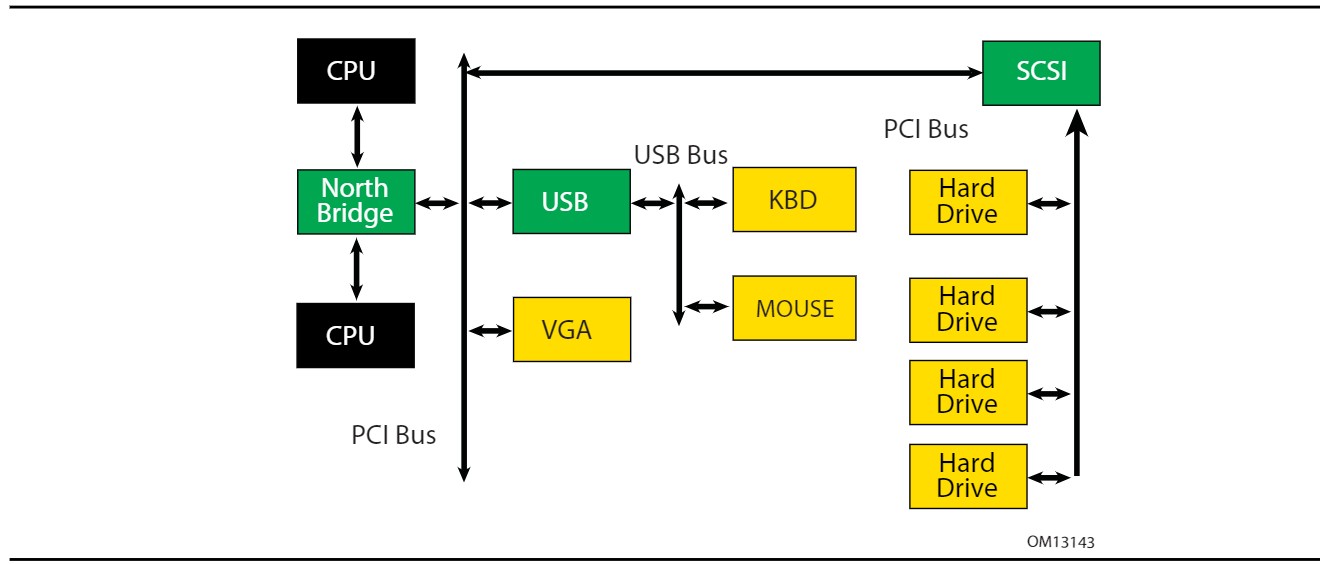 CPU
SCSI
PCI Bus
USB Bus
North
Bridge
USB
KBD
Hard
Drive
CPU
VGA
MOUSE
Hard
Drive
Hard
Drive
PCI Bus
Hard
Drive
OM13143